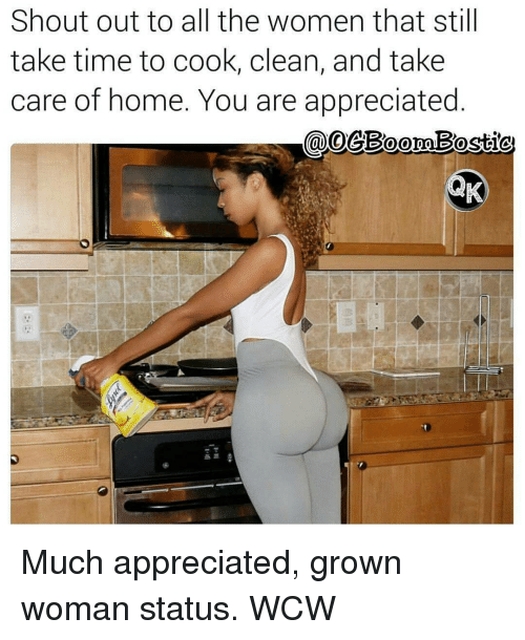 Shout out to all the women that still
take time to cook, clean, and take
care of home. You are appreciated.
@OGBoomBostic
QK
Lysol
Much appreciated, grown
woman status. WCW